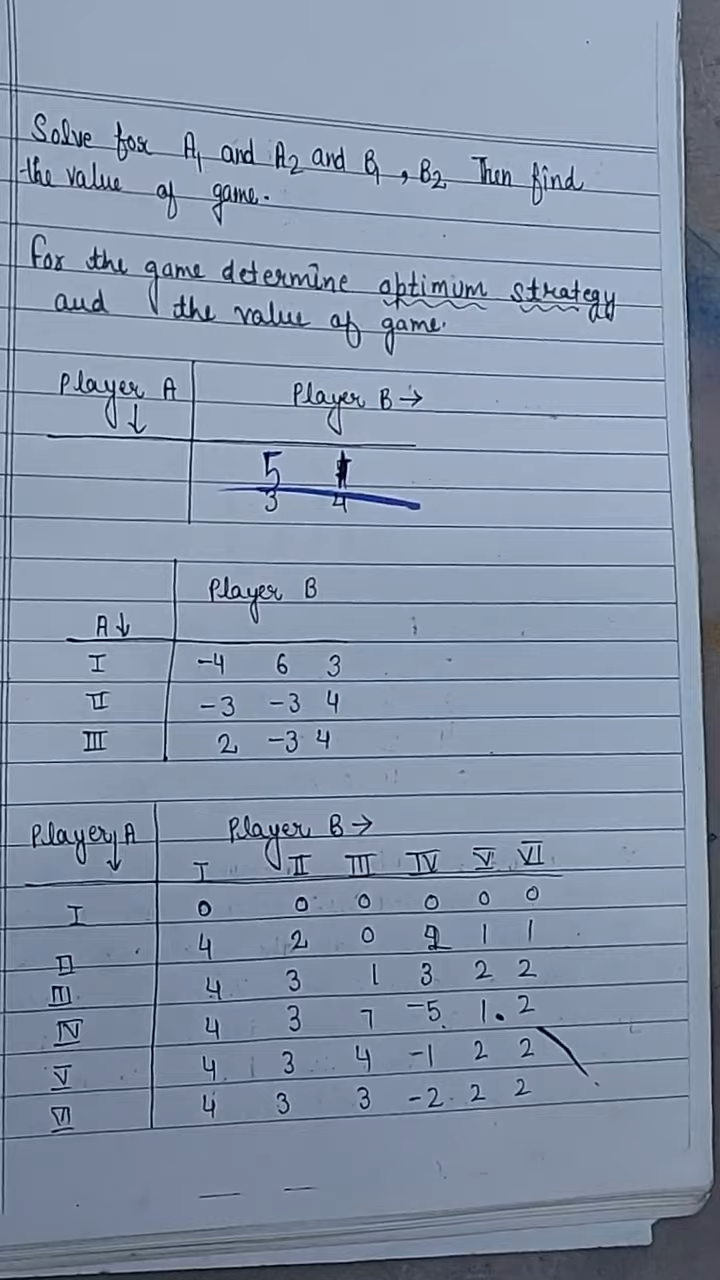 Solve for A1 and A2 and B1, B2. Then find
the value of game.
For the game determine optimum strategy
and the value of game.
Player A ↓ Player B →
5
3 4
Player B
A ↓
I -4 6 3
II -3 -3 4
III 2 -3 4
Player A ↓ Player B →
I II III IV V VI
I 0 0 0 0 0 0
II 4 2 0 2 1 1
III 4 3 1 3 2 2
IV 4 3 7 -5 1 2
V 4 3 4 -1 2 2
VI 4 3 3 -2 2 2